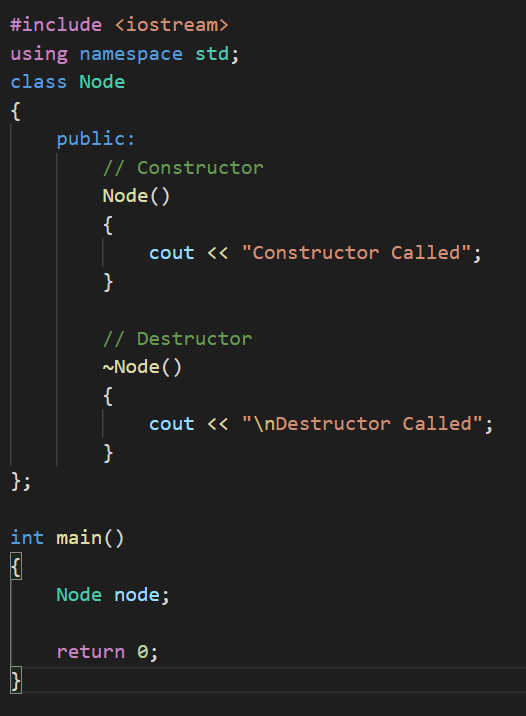 #include <iostream>
using namespace std;
class Node
{
    public:
        // Constructor
        Node()
        {
            cout << "Constructor Called";
        }

        // Destructor
        ~Node()
        {
            cout << "\nDestructor Called";
        }
};

int main()
{
    Node node;

    return 0;
}